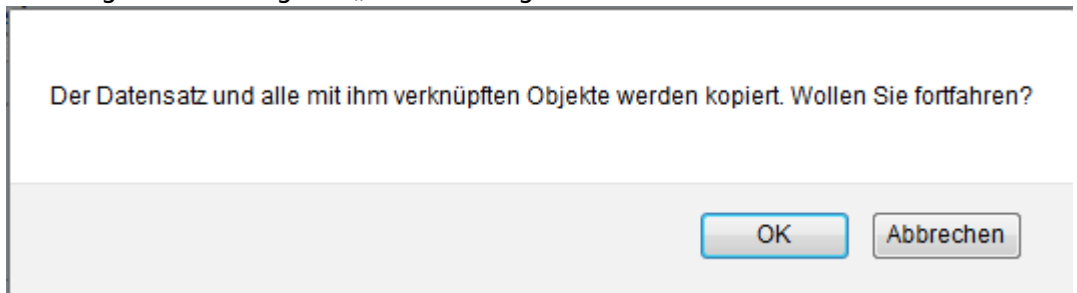 Der Datensatz und alle mit ihm verknüpften Objekte werden kopiert. Wollen Sie fortfahren?
OK
Abbrechen